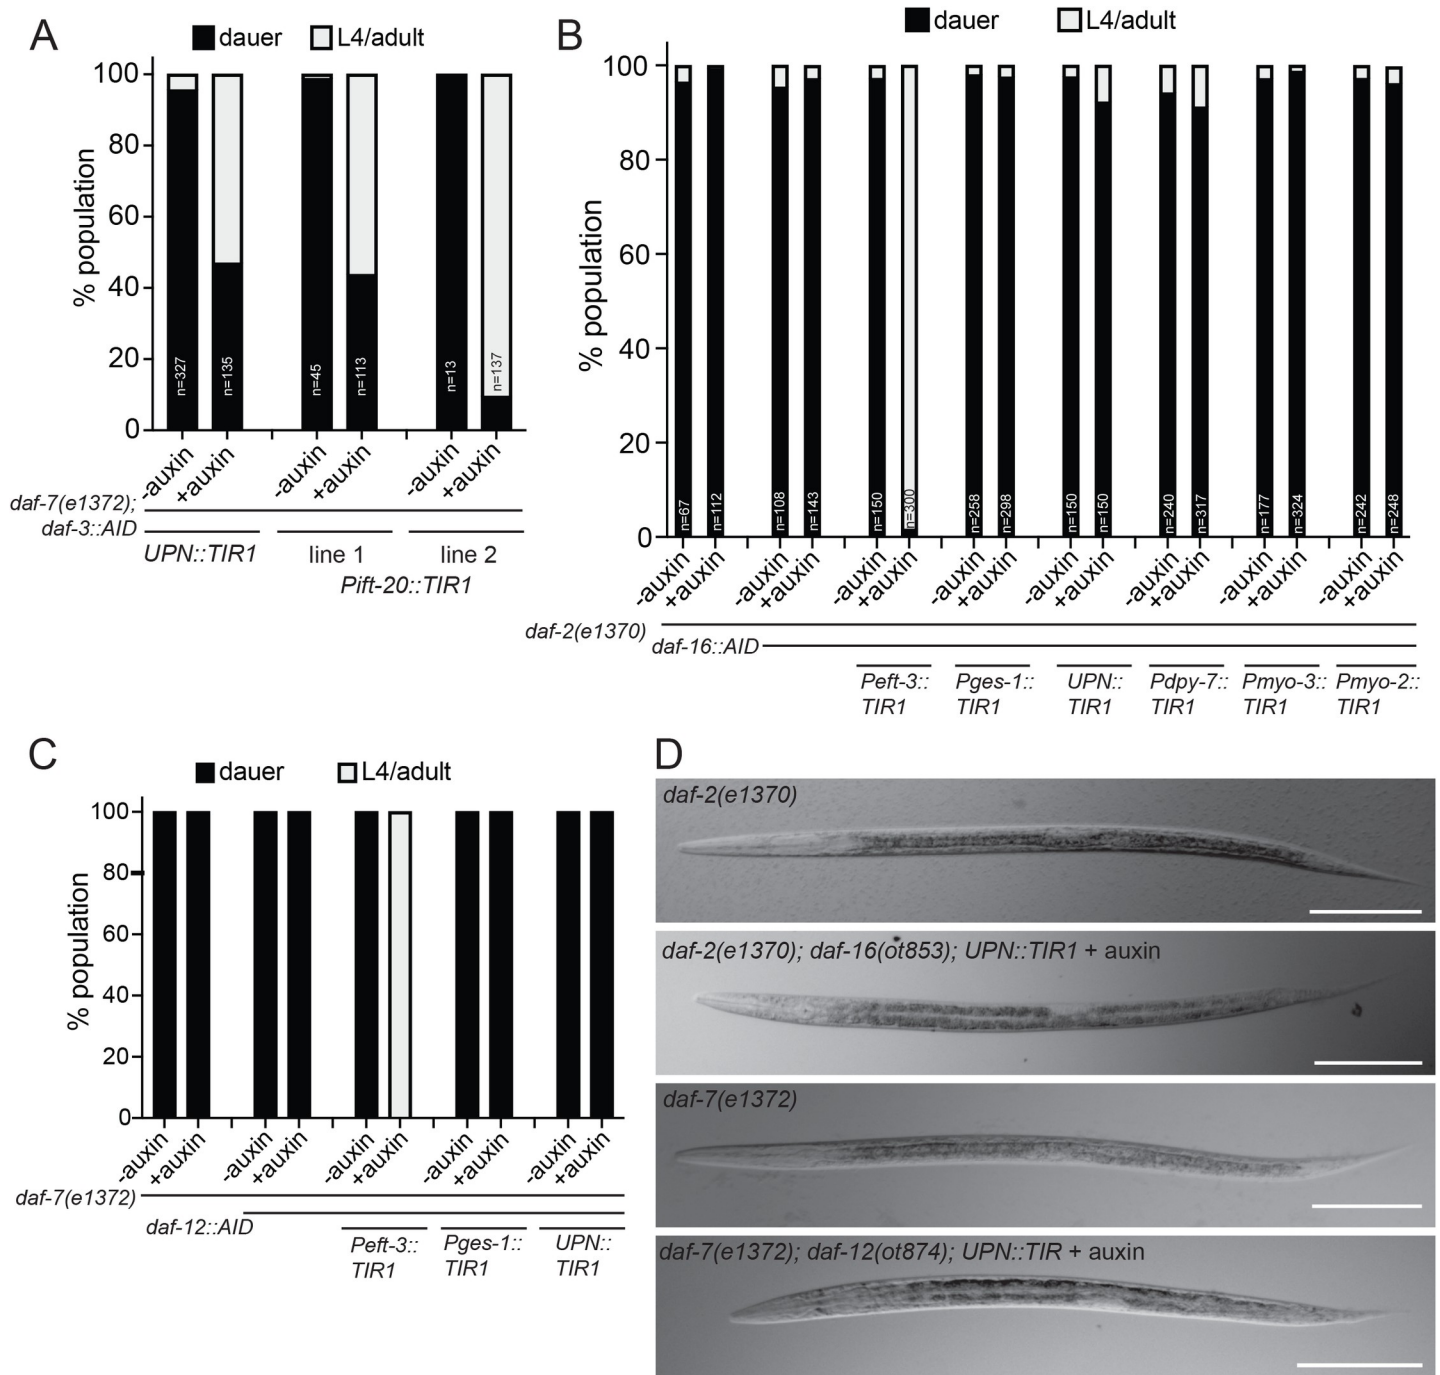 A
dauer L4/adult
% population
100
80
60
40
20
0
n=327
n=135
n=45
n=113
n=13
n=137
-auxin +auxin -auxin +auxin -auxin +auxin
daf-7(e1372);
daf-3::AID
UPN::TIR1 line 1 line 2
Pift-20::TIR1
B
dauer L4/adult
% population
100
80
60
40
20
0
n=67
n=112
n=108
n=143
n=150
n=300
n=258
n=298
n=150
n=150
n=240
n=317
n=177
n=324
n=242
n=248
-auxin +auxin -auxin +auxin -auxin +auxin -auxin +auxin -auxin +auxin -auxin +auxin -auxin +auxin -auxin +auxin
daf-2(e1370)
daf-16::AID
Peft-3:: Pges-1:: UPN:: Pdpy-7:: Pmyo-3:: Pmyo-2::
TIR1 TIR1 TIR1 TIR1 TIR1 TIR1
C
dauer L4/adult
% population
100
80
60
40
20
0
-auxin +auxin -auxin +auxin -auxin +auxin -auxin +auxin -auxin +auxin
daf-7(e1372)
daf-12::AID
Peft-3:: Pges-1:: UPN::
TIR1 TIR1 TIR1
D
daf-2(e1370)
daf-2(e1370); daf-16(ot853); UPN::TIR1 + auxin
daf-7(e1372)
daf-7(e1372); daf-12(ot874); UPN::TIR + auxin